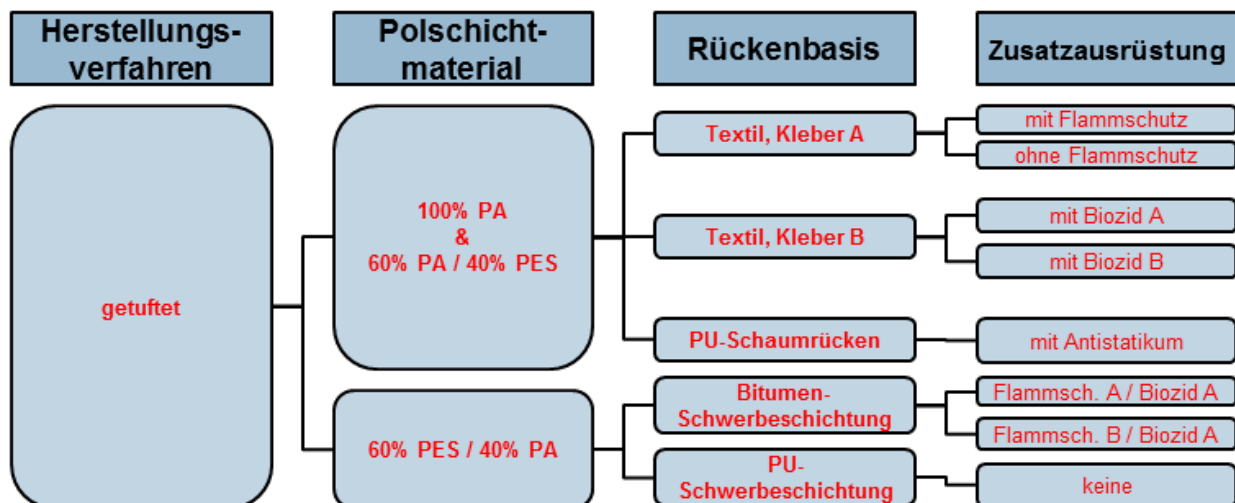 Herstellungs-
verfahren
Polschicht-
material
Rückenbasis
Zusatzausrüstung
getuftet
100% PA
&
60% PA / 40% PES
60% PES / 40% PA
Textil, Kleber A
Textil, Kleber B
PU-Schaumrücken
Bitumen-
Schwerbeschichtung
PU-
Schwerbeschichtung
mit Flammschutz
ohne Flammschutz
mit Biozid A
mit Biozid B
mit Antistatikum
Flammsch. A / Biozid A
Flammsch. B / Biozid A
keine